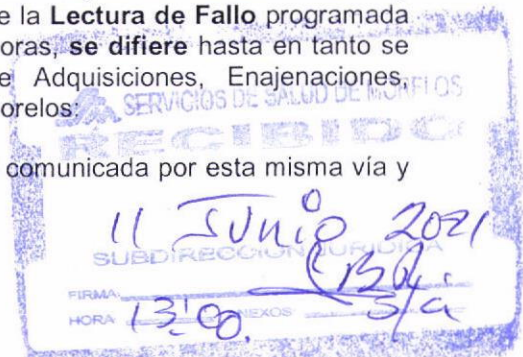 e la Lectura de Fallo programada
oras, se difiere hasta en tanto se
e Adquisiciones, Enajenaciones,
orelos:
SERVICIOS DE SALUD DE MORELOS
RECIBIDO
comunicada por esta misma vía y
11 Junio 2021
SUBDIRECCIÓN JURIDICA
FIRMA:
HORA 13:00 ANEXOS S/a